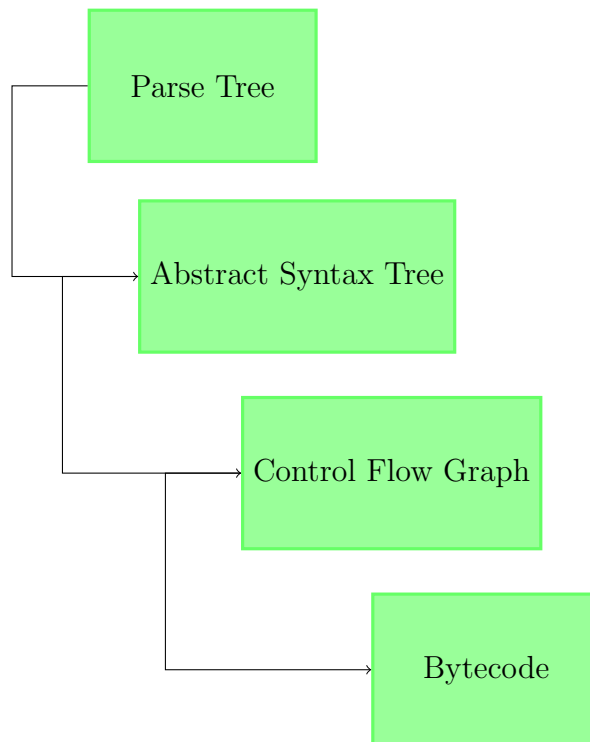 Parse Tree
Abstract Syntax Tree
Control Flow Graph
Bytecode